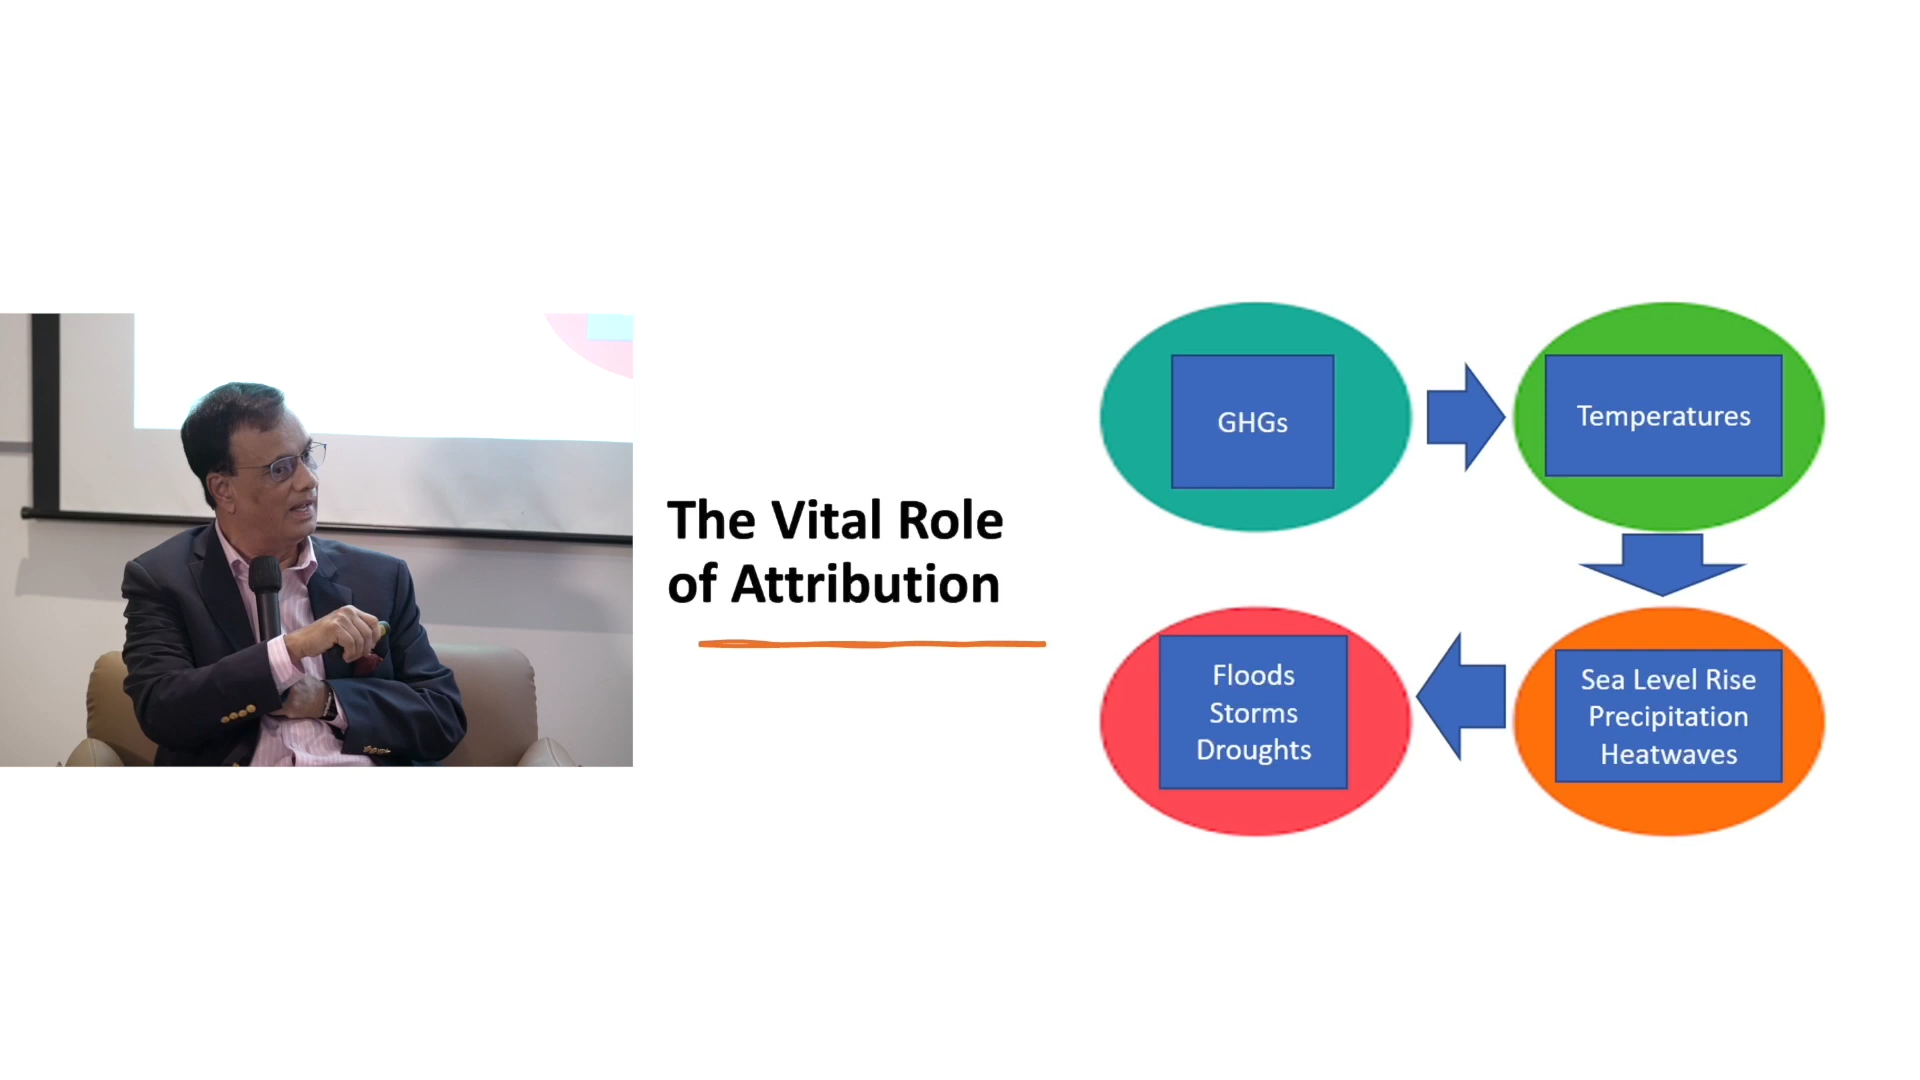 The Vital Role
of Attribution
GHGs
Temperatures
Sea Level Rise
Precipitation
Heatwaves
Floods
Storms
Droughts